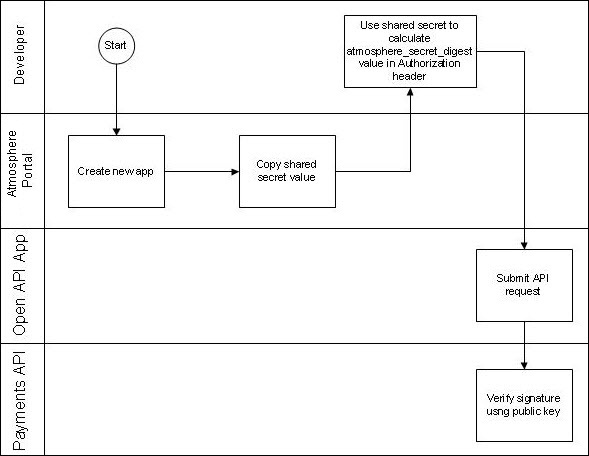 Developer
Start
Use shared secret to
calculate
atmosphere_secret_digest
value in Authorization
header
Atmosphere
Portal
Create new app
Copy shared
secret value
Open API App
Submit API
request
Payments API
Verify signature
usng public key